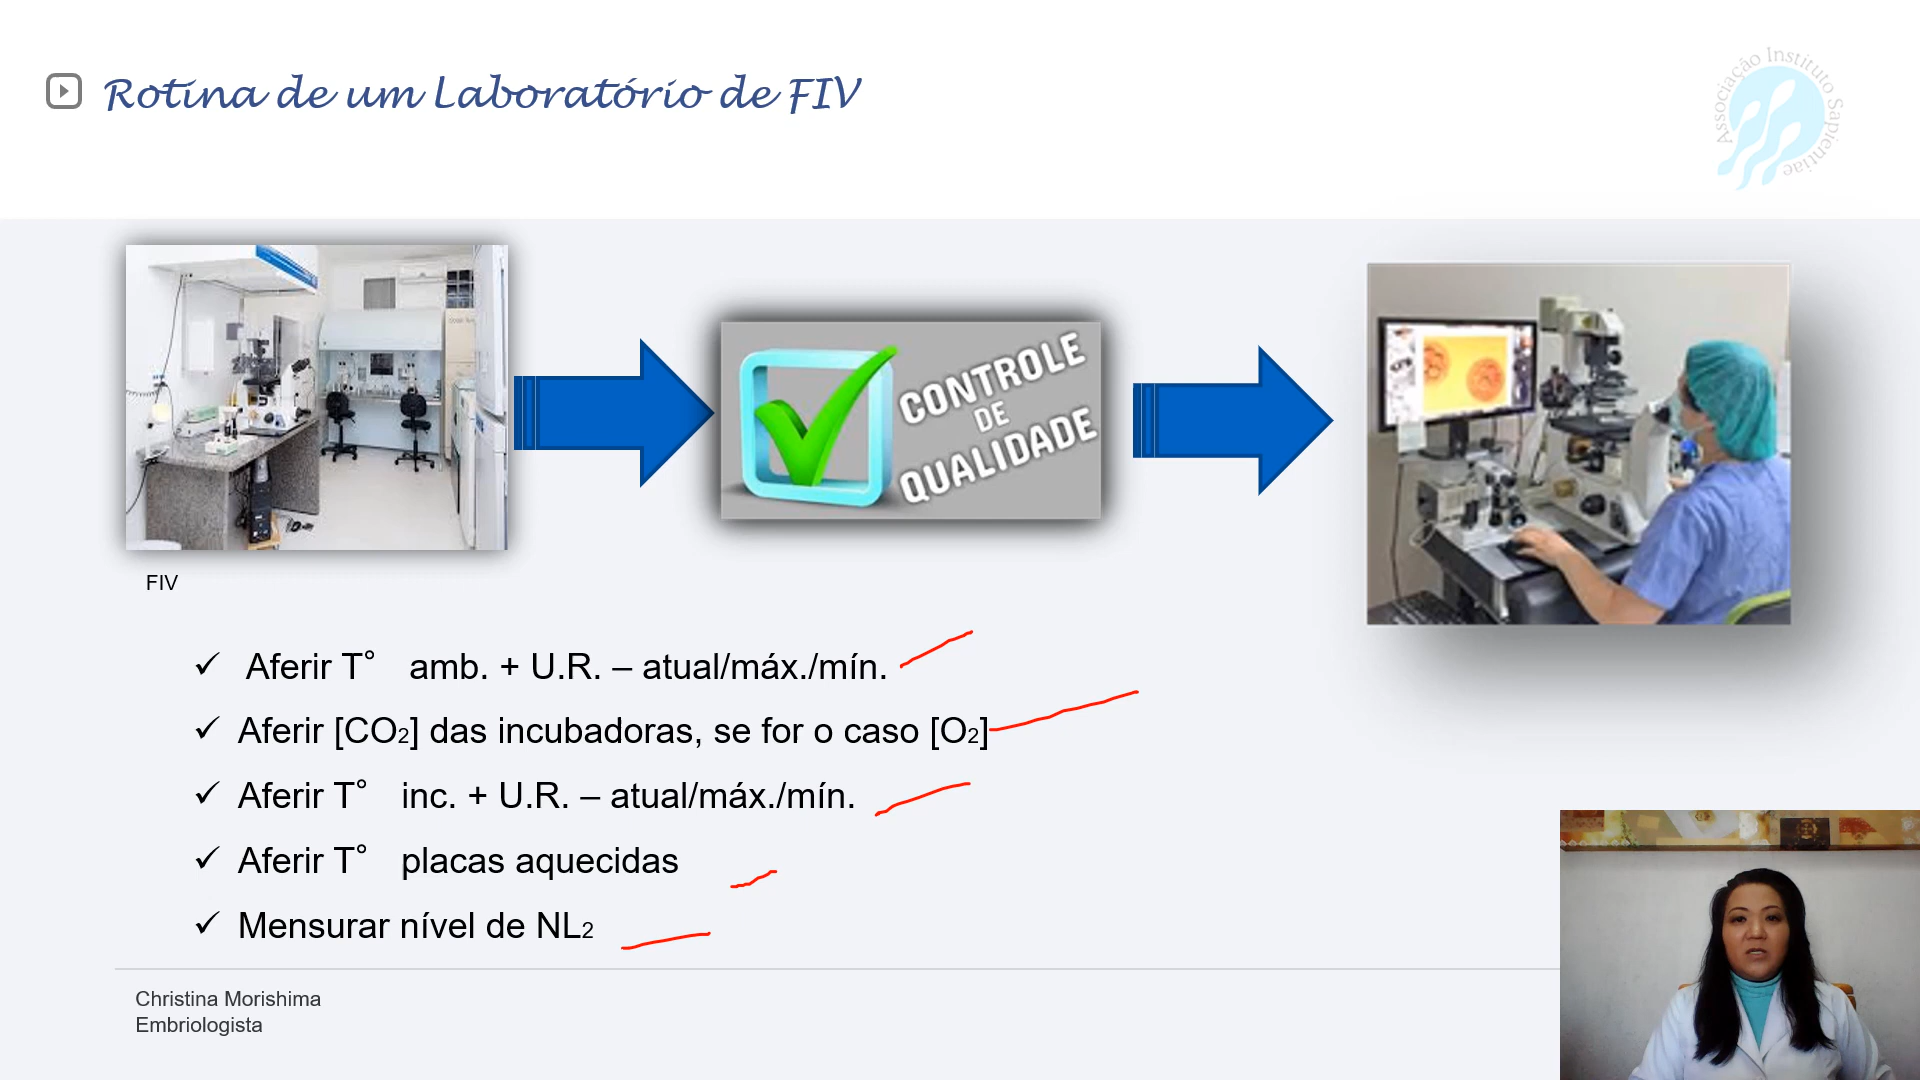 Rotina de um Laboratório de FIV
Associação Instituto Sapientiae
CONTROLE
DE
QUALIDADE
FIV
✓ Aferir T° amb. + U.R. – atual/máx./mín.
✓ Aferir [CO2] das incubadoras, se for o caso [O2]
✓ Aferir T° inc. + U.R. – atual/máx./mín.
✓ Aferir T° placas aquecidas
✓ Mensurar nível de NL2
Christina Morishima
Embriologista